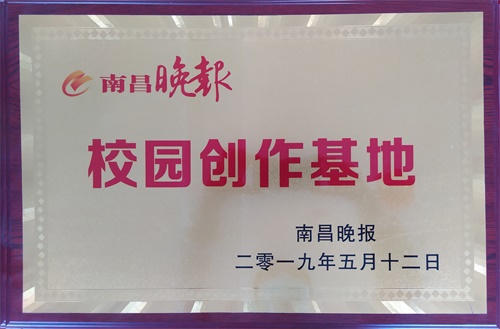 南昌晚報
校园创作基地
南昌晚报
二零一九年五月十二日